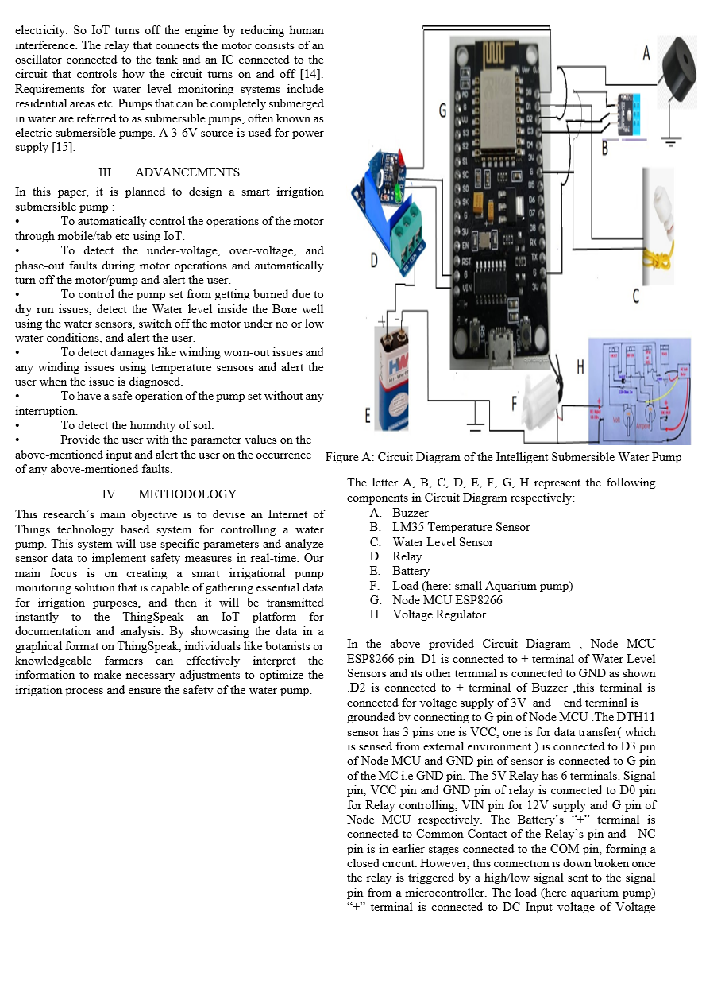 electricity. So IoT turns off the engine by reducing human
interference. The relay that connects the motor consists of an
oscillator connected to the tank and an IC connected to the
circuit that controls how the circuit turns on and off [14].
Requirements for water level monitoring systems include
residential areas etc. Pumps that can be completely submerged
in water are referred to as submersible pumps, often known as
electric submersible pumps. A 3-6V source is used for power
supply [15].
III. ADVANCEMENTS
In this paper, it is planned to design a smart irrigation
submersible pump :
• To automatically control the operations of the motor
through mobile/tab etc using IoT.
• To detect the under-voltage, over-voltage, and
phase-out faults during motor operations and automatically
turn off the motor/pump and alert the user.
• To control the pump set from getting burned due to
dry run issues, detect the Water level inside the Bore well
using the water sensors, switch off the motor under no or low
water conditions, and alert the user.
• To detect damages like winding worn-out issues and
any winding issues using temperature sensors and alert the
user when the issue is diagnosed.
• To have a safe operation of the pump set without any
interruption.
• To detect the humidity of soil.
• Provide the user with the parameter values on the
above-mentioned input and alert the user on the occurrence
of any above-mentioned faults.
IV. METHODOLOGY
This research’s main objective is to devise an Internet of
Things technology based system for controlling a water
pump. This system will use specific parameters and analyze
sensor data to implement safety measures in real-time. Our
main focus is on creating a smart irrigational pump
monitoring solution that is capable of gathering essential data
for irrigation purposes, and then it will be transmitted
instantly to the ThingSpeak an IoT platform for
documentation and analysis. By showcasing the data in a
graphical format on ThingSpeak, individuals like botanists or
knowledgeable farmers can effectively interpret the
information to make necessary adjustments to optimize the
irrigation process and ensure the safety of the water pump.
A
B
C
D
E
F
G
H
+
–
HW
A0
G
VU
S3
S2
S1
SC
S0
SK
G
3V
EN
RST
G
VIN
D0
D1
D2
D3
D4
3V
G
D5
D6
D7
D8
RX
TX
G
3V
RST
Figure A: Circuit Diagram of the Intelligent Submersible Water Pump
The letter A, B, C, D, E, F, G, H represent the following
components in Circuit Diagram respectively:
A. Buzzer
B. LM35 Temperature Sensor
C. Water Level Sensor
D. Relay
E. Battery
F. Load (here: small Aquarium pump)
G. Node MCU ESP8266
H. Voltage Regulator
In the above provided Circuit Diagram , Node MCU
ESP8266 pin D1 is connected to + terminal of Water Level
Sensors and its other terminal is connected to GND as shown
.D2 is connected to + terminal of Buzzer ,this terminal is
connected for voltage supply of 3V and – end terminal is
grounded by connecting to G pin of Node MCU .The DTH11
sensor has 3 pins one is VCC, one is for data transfer( which
is sensed from external environment ) is connected to D3 pin
of Node MCU and GND pin of sensor is connected to G pin
of the MC i.e GND pin. The 5V Relay has 6 terminals. Signal
pin, VCC pin and GND pin of relay is connected to D0 pin
for Relay controlling, VIN pin for 12V supply and G pin of
Node MCU respectively. The Battery’s “+” terminal is
connected to Common Contact of the Relay’s pin and NC
pin is in earlier stages connected to the COM pin, forming a
closed circuit. However, this connection is down broken once
the relay is triggered by a high/low signal sent to the signal
pin from a microcontroller. The load (here aquarium pump)
“+” terminal is connected to DC Input voltage of Voltage